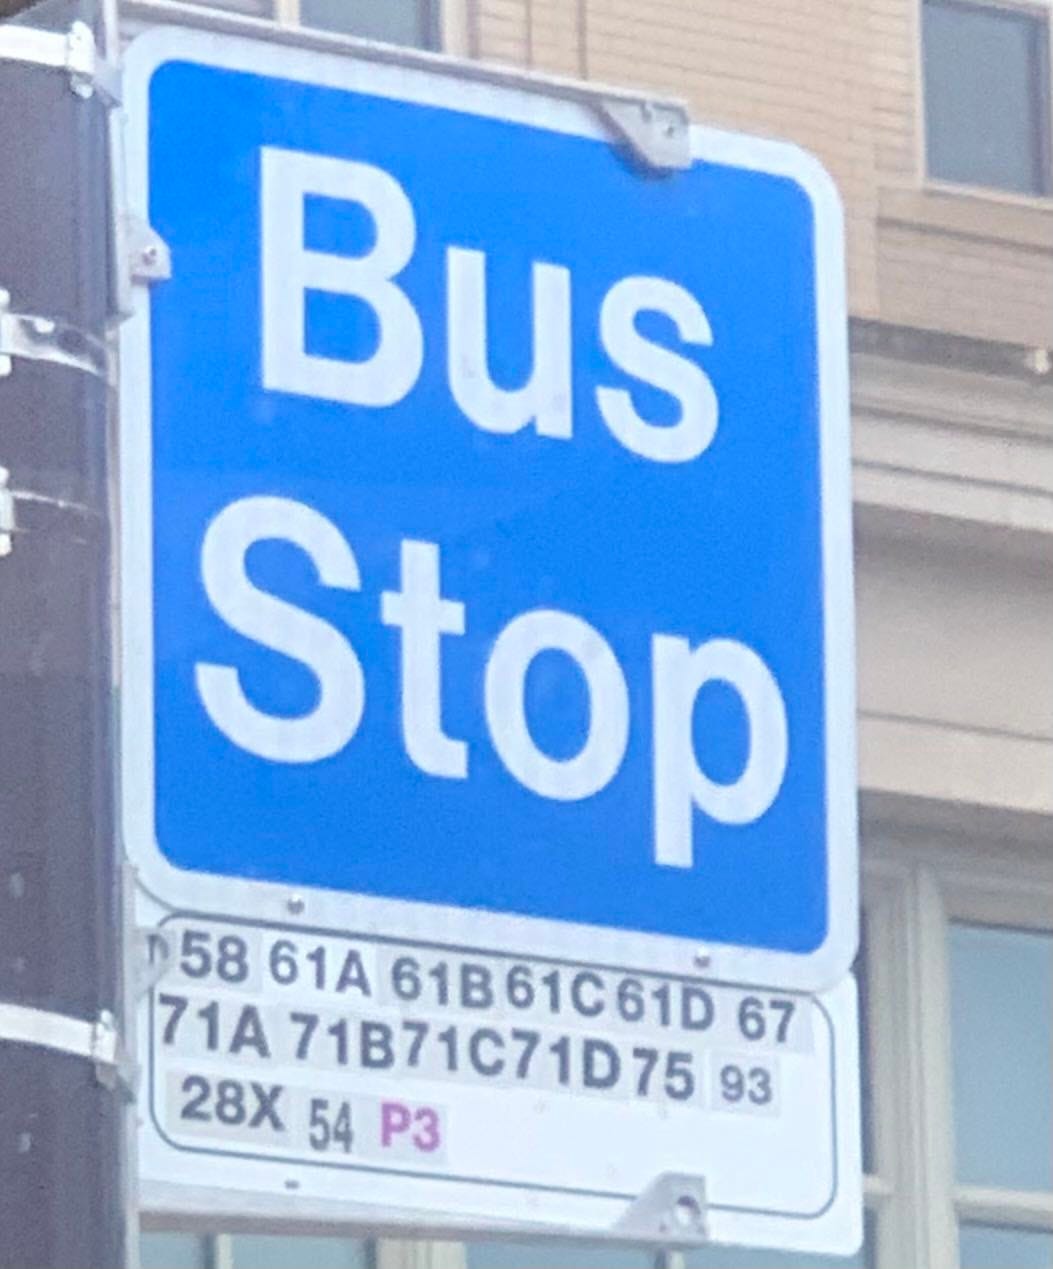 Bus
Stop
58 61A 61B 61C 61D 67
71A 71B 71C 71D 75 93
28X 54 P3